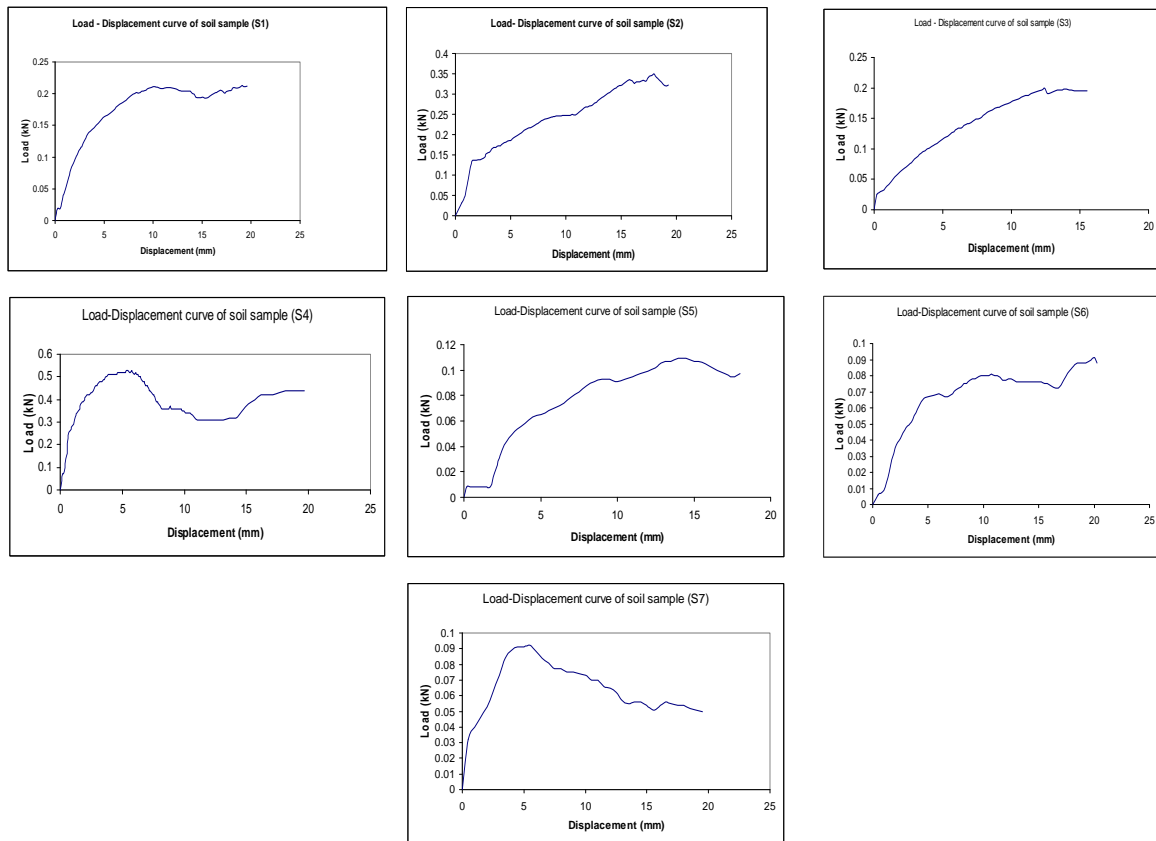 Load - Displacement curve of soil sample (S1)
0.25
0.2
0.15
0.1
0.05
0
Load (kN)
0 5 10 15 20 25
Displacement (mm)
Load- Displacement curve of soil sample (S2)
0.4
0.35
0.3
0.25
0.2
0.15
0.1
0.05
0
Load (kN)
0 5 10 15 20 25
Displacement (mm)
Load - Displacement curve of soil sample (S3)
0.25
0.2
0.15
0.1
0.05
0
Load (kN)
0 5 10 15 20
Displacement (mm)
Load-Displacement curve of soil sample (S4)
0.6
0.5
0.4
0.3
0.2
0.1
0
Load (kN)
0 5 10 15 20 25
Displacement (mm)
Load-Displacement curve of soil sample (S5)
0.12
0.1
0.08
0.06
0.04
0.02
0
Load (kN)
0 5 10 15 20
Displacement (mm)
Load-Displacement curve of soil sample (S6)
0.1
0.09
0.08
0.07
0.06
0.05
0.04
0.03
0.02
0.01
0
Load (kN)
0 5 10 15 20 25
Displacement (mm)
Load-Displacement curve of soil sample (S7)
0.1
0.09
0.08
0.07
0.06
0.05
0.04
0.03
0.02
0.01
0
Load (kN)
0 5 10 15 20 25
Displacement (mm)